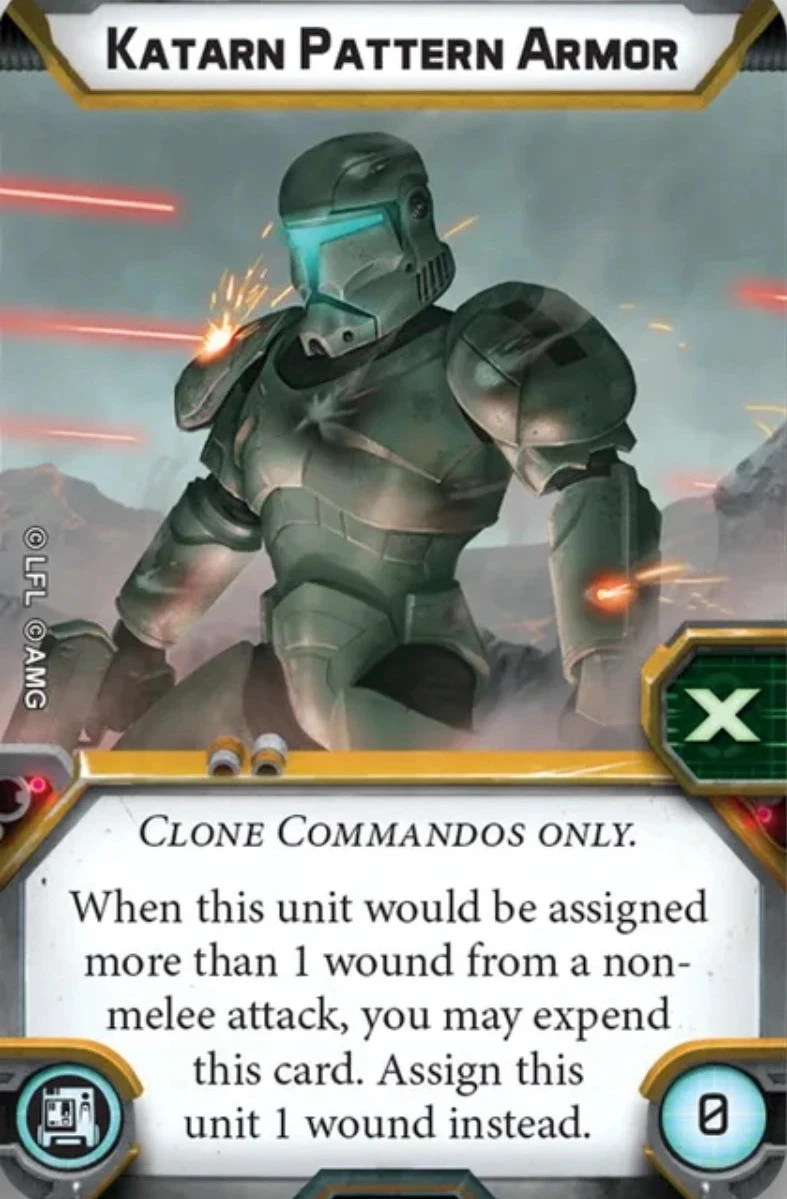 Katarn Pattern Armor
©LFL ©AMG
X
Clone Commandos only.
When this unit would be assigned
more than 1 wound from a non-
melee attack, you may expend
this card. Assign this
unit 1 wound instead.
0